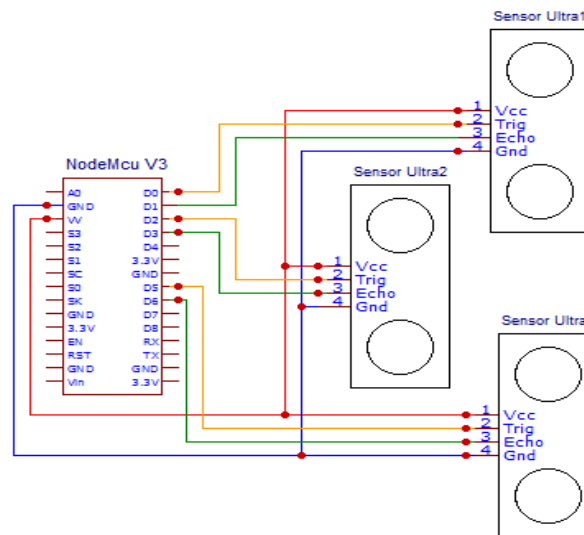 Sensor Ultra1
1 Vcc
2 Trig
3 Echo
4 Gnd
NodeMcu V3
A0 D0
GND D1
VV D2
S3 D3
S2 D4
S1 3.3V
SC GND
S0 D5
SK D6
GND D7
3.3V D8
EN RX
RST TX
GND GND
Vin 3.3V
Sensor Ultra2
1 Vcc
2 Trig
3 Echo
4 Gnd
Sensor Ultra
1 Vcc
2 Trig
3 Echo
4 Gnd